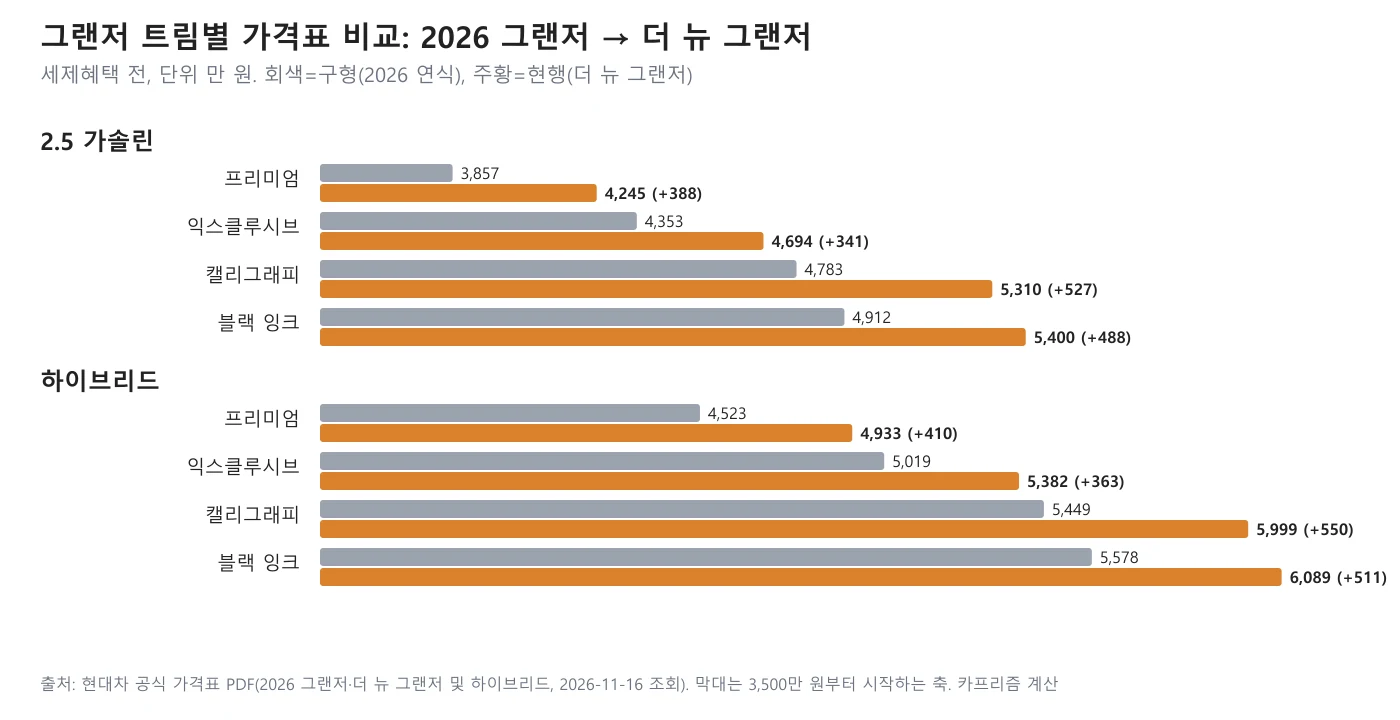 그랜저 트림별 가격표 비교: 2026 그랜저 → 더 뉴 그랜저
세제혜택 전, 단위 만 원. 회색=구형(2026 연식), 주황=현행(더 뉴 그랜저)
2.5 가솔린
프리미엄 3,857
4,245 (+388)
익스클루시브 4,353
4,694 (+341)
캘리그래피 4,783
5,310 (+527)
블랙 잉크 4,912
5,400 (+488)
하이브리드
프리미엄 4,523
4,933 (+410)
익스클루시브 5,019
5,382 (+363)
캘리그래피 5,449
5,999 (+550)
블랙 잉크 5,578
6,089 (+511)
출처: 현대차 공식 가격표 PDF(2026 그랜저·더 뉴 그랜저 및 하이브리드, 2026-11-16 조회). 막대는 3,500만 원부터 시작하는 축. 카프리즘 계산